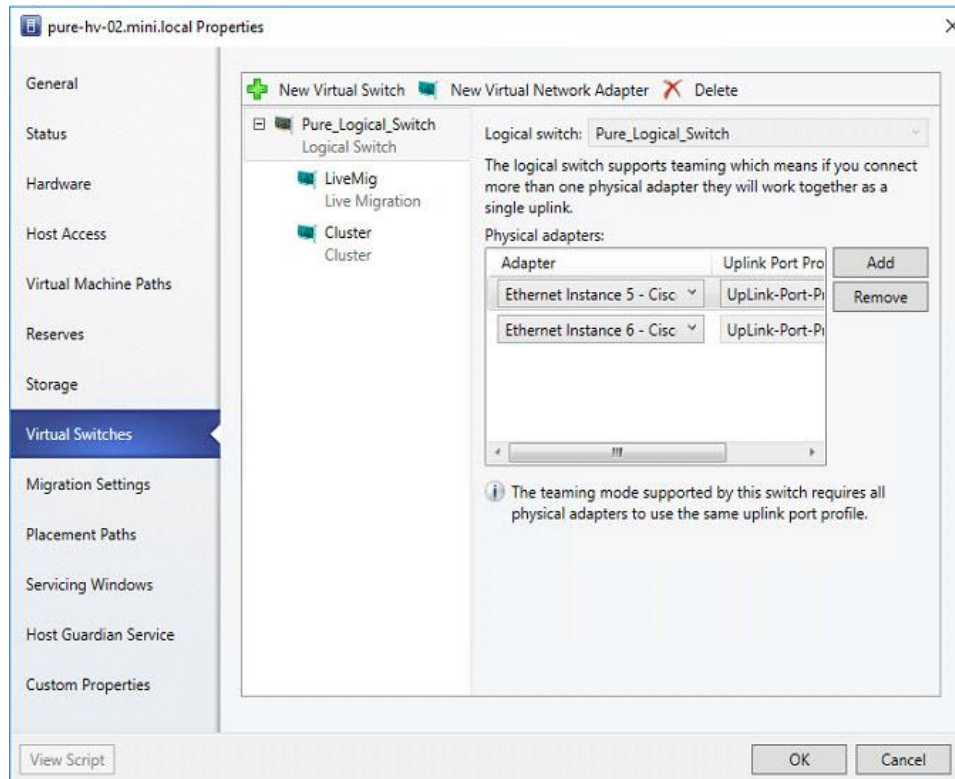 pure-hv-02.mini.local Properties
General
Status
Hardware
Host Access
Virtual Machine Paths
Reserves
Storage
Virtual Switches
Migration Settings
Placement Paths
Servicing Windows
Host Guardian Service
Custom Properties
New Virtual Switch New Virtual Network Adapter Delete
Pure_Logical_Switch
Logical Switch
LiveMig
Live Migration
Cluster
Cluster
Logical switch: Pure_Logical_Switch
The logical switch supports teaming which means if you connect
more than one physical adapter they will work together as a
single uplink.
Physical adapters:
Adapter Uplink Port Pro
Ethernet Instance 5 - Cisc UpLink-Port-Pr
Ethernet Instance 6 - Cisc UpLink-Port-Pr
Add
Remove
The teaming mode supported by this switch requires all
physical adapters to use the same uplink port profile.
View Script OK Cancel